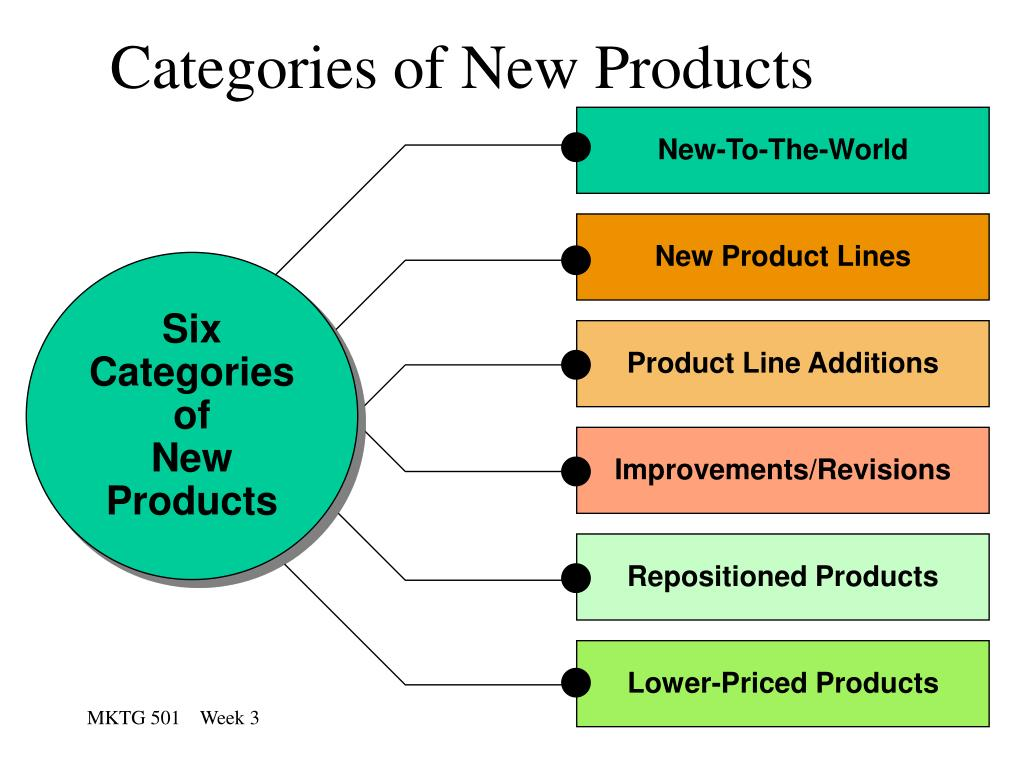 Categories of New Products
Six
Categories
of
New
Products
New-To-The-World
New Product Lines
Product Line Additions
Improvements/Revisions
Repositioned Products
Lower-Priced Products
MKTG 501 Week 3